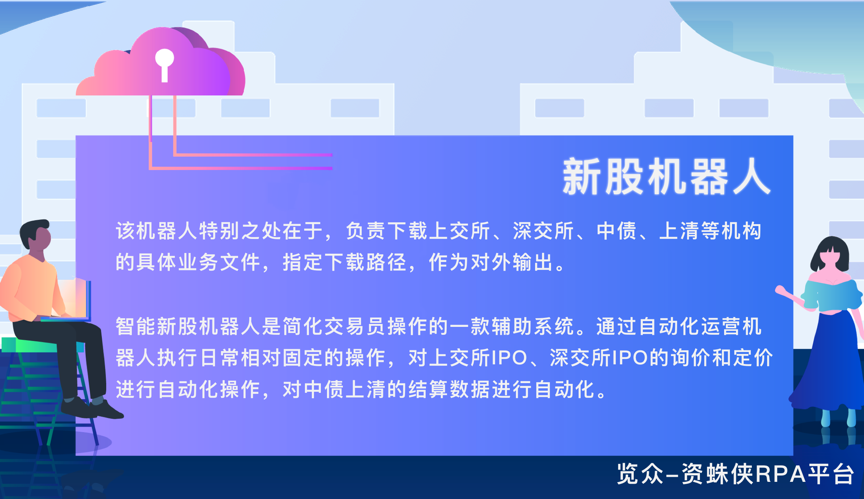 新股机器人
该机器人特别之处在于，负责下载上交所、深交所、中债、上清等机构
的具体业务文件，指定下载路径，作为对外输出。
智能新股机器人是简化交易员操作的一款辅助系统。通过自动化运营机
器人执行日常相对固定的操作，对上交所IPO、深交所IPO的询价和定价
进行自动化操作，对中债上清的结算数据进行自动化。
览众-资蛛侠RPA平台